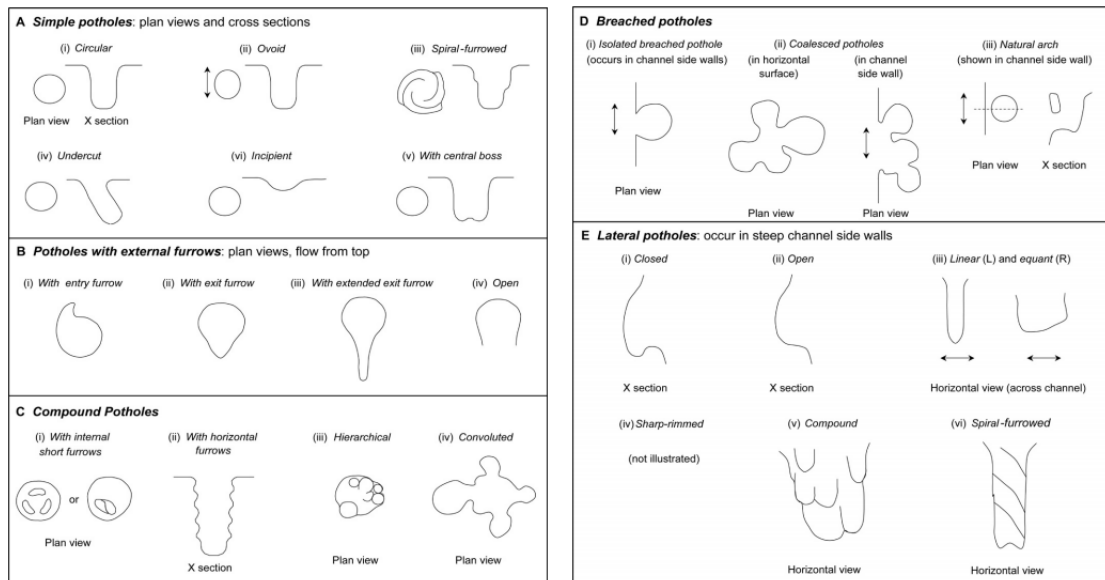 A Simple potholes: plan views and cross sections
(i) Circular
(ii) Ovoid
(iii) Spiral-furrowed
Plan view
X section
(iv) Undercut
(vi) Incipient
(v) With central boss
B Potholes with external furrows: plan views, flow from top
(i) With entry furrow
(ii) With exit furrow
(iii) With extended exit furrow
(iv) Open
C Compound Potholes
(i) With internal
short furrows
(ii) With horizontal
furrows
(iii) Hierarchical
(iv) Convoluted
or
Plan view
X section
Plan view
Plan view
D Breached potholes
(i) Isolated breached pothole
(occurs in channel side walls)
(ii) Coalesced potholes
(in horizontal
surface)
(in channel
side wall)
(iii) Natural arch
(shown in channel side wall)
Plan view
Plan view
Plan view
Plan view
X section
E Lateral potholes: occur in steep channel side walls
(i) Closed
(ii) Open
(iii) Linear (L) and equant (R)
X section
X section
Horizontal view (across channel)
(iv) Sharp-rimmed
(not illustrated)
(v) Compound
(vi) Spiral-furrowed
Horizontal view
Horizontal view